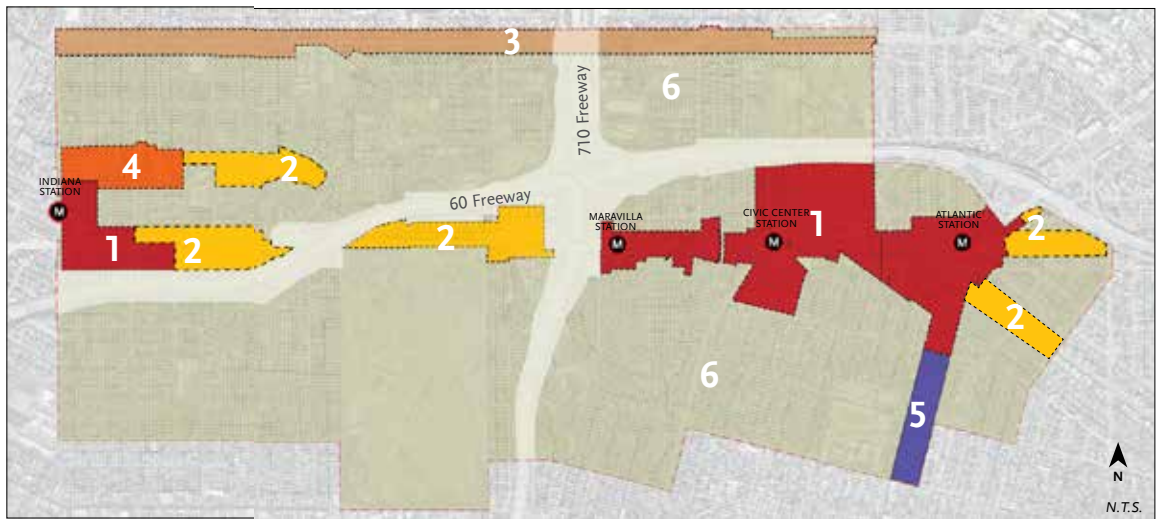 3
6
710 Freeway
4
2
INDIANA
STATION
M
60 Freeway
1
2
2
MARAVILLA
STATION
M
CIVIC CENTER
STATION
M
1
ATLANTIC
STATION
M
2
2
6
5
N
N.T.S.